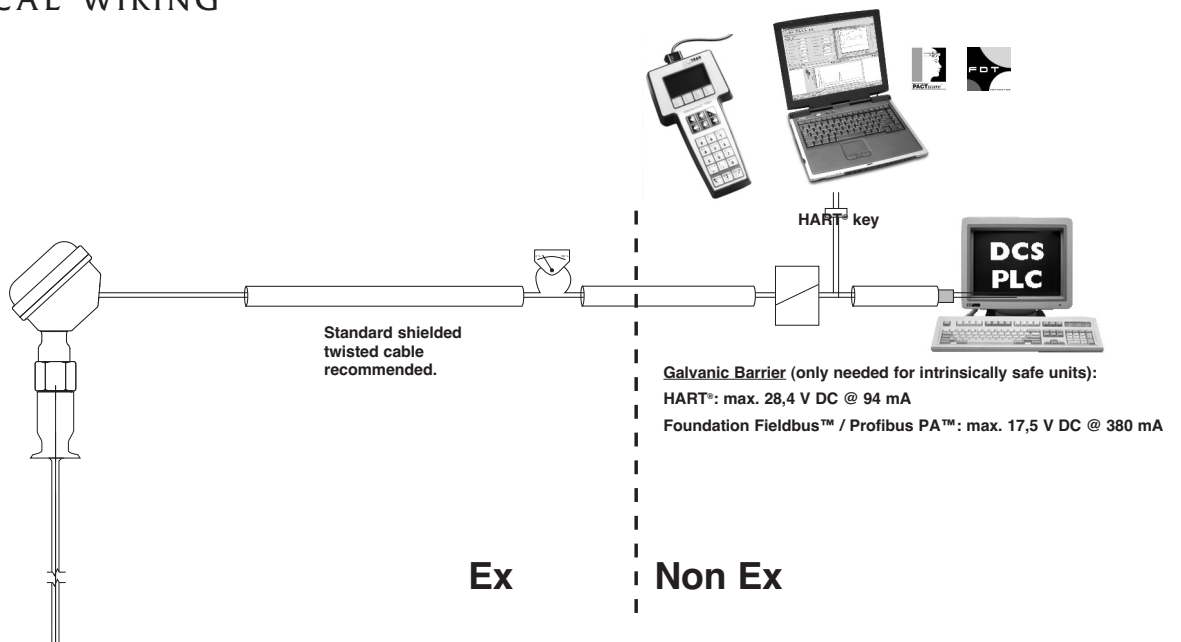 CAL WIRING
PACTware
FDT
HART® key
DCS
PLC
Standard shielded
twisted cable
recommended.
Galvanic Barrier (only needed for intrinsically safe units):
HART®: max. 28,4 V DC @ 94 mA
Foundation Fieldbus™ / Profibus PA™: max. 17,5 V DC @ 380 mA
Ex
Non Ex